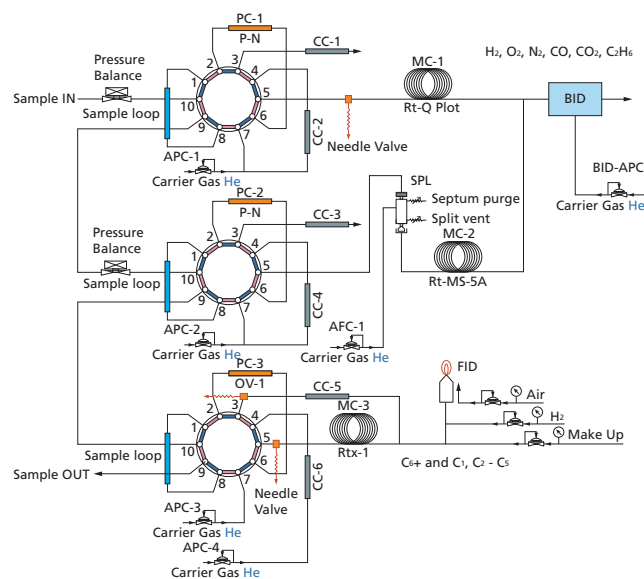 PC-1
P-N
CC-1
MC-1
Rt-Q Plot
H₂, O₂, N₂, CO, CO₂, C₂H₆
Pressure
Balance
Sample IN
Sample loop
1
2
3
4
5
6
7
8
9
10
CC-2
Needle Valve
BID
BID-APC
Carrier Gas He
APC-1
Carrier Gas He
PC-2
P-N
CC-3
SPL
Septum purge
Split vent
MC-2
Rt-MS-5A
Pressure
Balance
Sample loop
1
2
3
4
5
6
7
8
9
10
CC-4
APC-2
Carrier Gas He
AFC-1
Carrier Gas He
PC-3
OV-1
CC-5
MC-3
Rtx-1
FID
Air
H₂
Make Up
C₆+ and C₁, C₂ - C₅
Sample loop
Sample OUT
1
2
3
4
5
6
7
8
9
10
CC-6
Needle
Valve
APC-3
Carrier Gas He
APC-4
Carrier Gas He